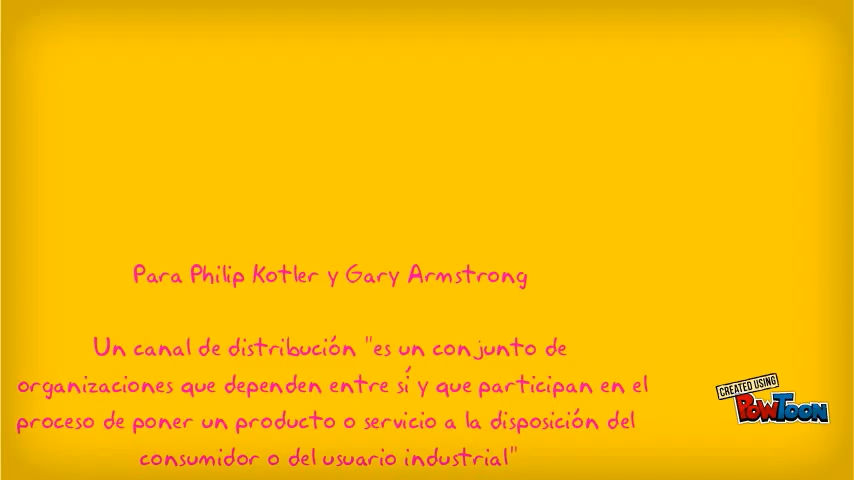 Para Philip Kotler y Gary Armstrong
Un canal de distribución "es un conjunto de
organizaciones que dependen entre sí y que participan en el
proceso de poner un producto o servicio a la disposición del
consumidor o del usuario industrial"
CREATED USING
POWTOON